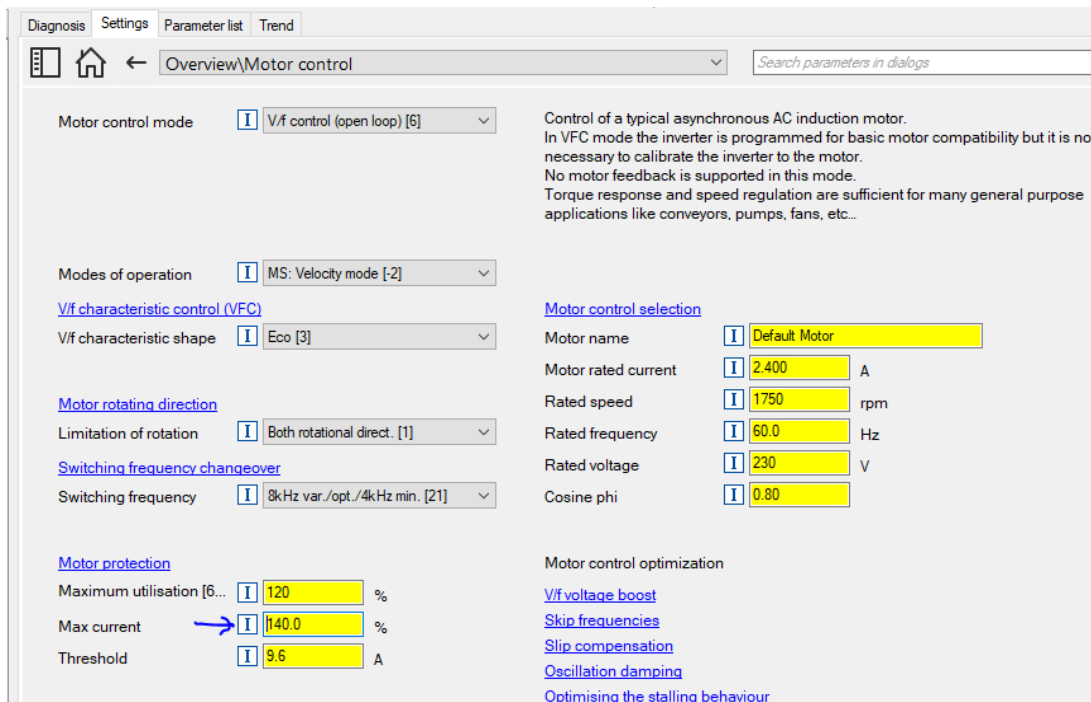 Diagnosis Settings Parameter list Trend
Overview\Motor control
Search parameters in dialogs
Motor control mode
I V/f control (open loop) [6]
Control of a typical asynchronous AC induction motor.
In VFC mode the inverter is programmed for basic motor compatibility but it is no
necessary to calibrate the inverter to the motor.
No motor feedback is supported in this mode.
Torque response and speed regulation are sufficient for many general purpose
applications like conveyors, pumps, fans, etc...
Modes of operation
I MS: Velocity mode [-2]
V/f characteristic control (VFC)
V/f characteristic shape
I Eco [3]
Motor rotating direction
Limitation of rotation
I Both rotational direct. [1]
Switching frequency changeover
Switching frequency
I 8kHz var./opt./4kHz min. [21]
Motor control selection
Motor name I Default Motor
Motor rated current I 2.400 A
Rated speed I 1750 rpm
Rated frequency I 60.0 Hz
Rated voltage I 230 V
Cosine phi I 0.80
Motor protection
Maximum utilisation [6... I 120 %
Max current I 140.0 %
Threshold I 9.6 A
Motor control optimization
V/f voltage boost
Skip frequencies
Slip compensation
Oscillation damping
Optimising the stalling behaviour